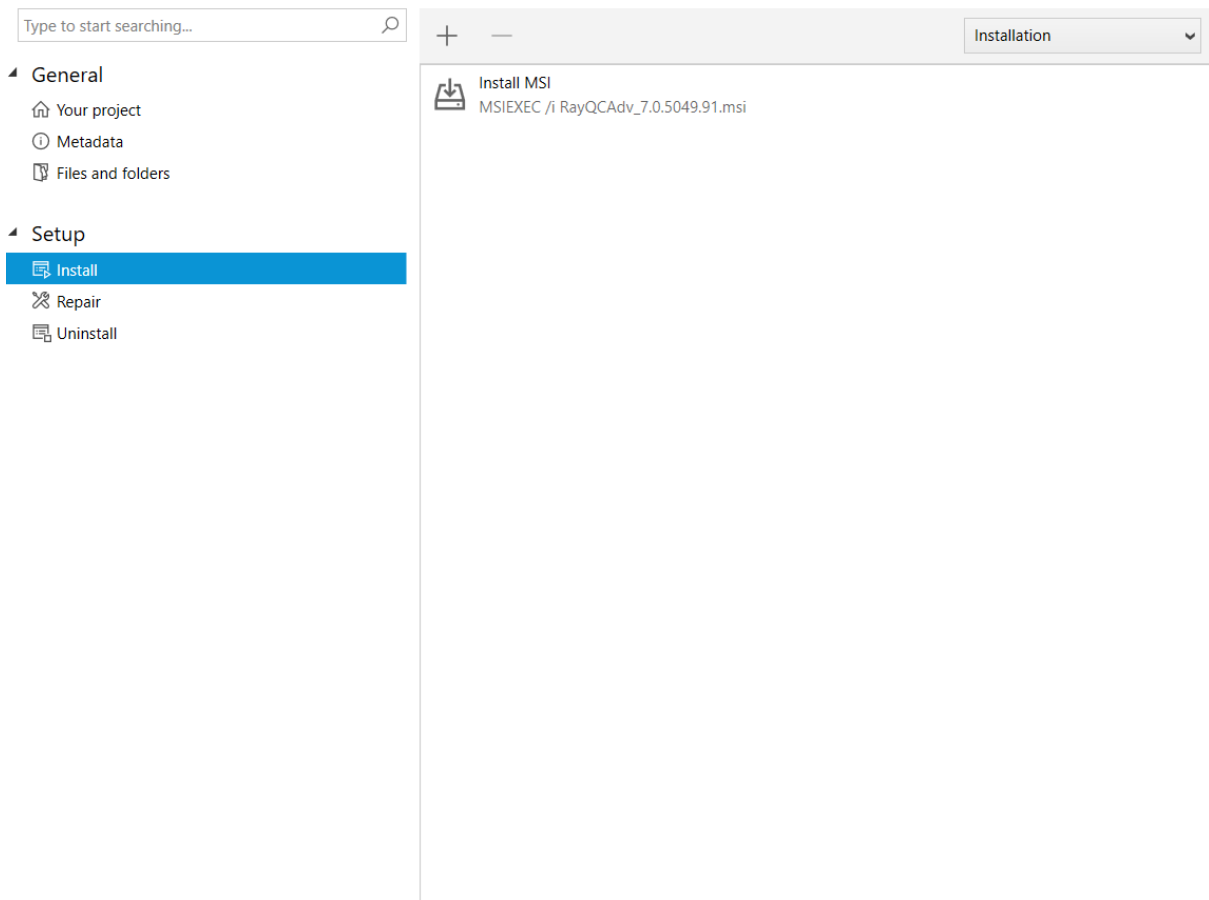 Type to start searching...
General
Your project
Metadata
Files and folders
Setup
Install
Repair
Uninstall
Installation
Install MSI
MSIEXEC /i RayQCAdv_7.0.5049.91.msi